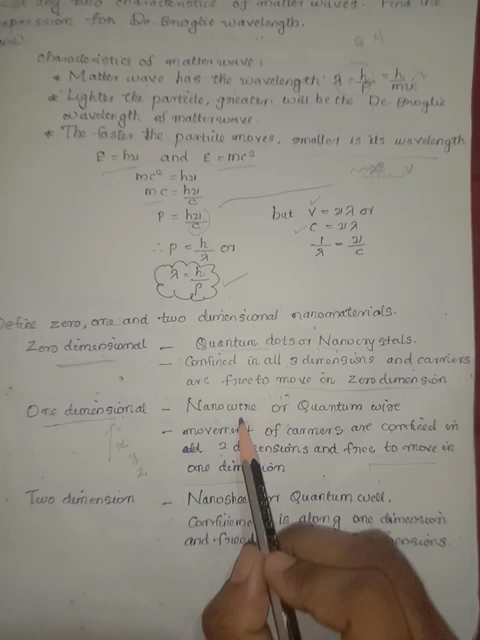 any two characteristics of matter waves. Find the
expression for De-Broglie wavelength.
Q M
characteristics of matter wave:
* Matter wave has the wavelength λ = h/p = h/mv
* Lighter the particle, greater will be the De-Broglie
wavelength of matter wave.
* The faster the particle moves, smaller is its wavelength
E = hν and E = mc²
mc² = hν
mc = hν/c
P = hν/c but V = νλ or
C = νλ
∴ P = h/λ or 1/λ = ν/c
λ = h/p
Define zero, one and two dimensional nanomaterials.
Zero dimensional – Quantum dots or Nanocrystals.
– Confined in all 3 dimensions and carriers
are free to move in zero dimension
One dimensional – Nanowire or Quantum wire
– movement of carriers are confined in
all 2 dimensions and free to move in
one dimension
x
y
z
Two dimension – or Quantum well.
is along one dimension
and